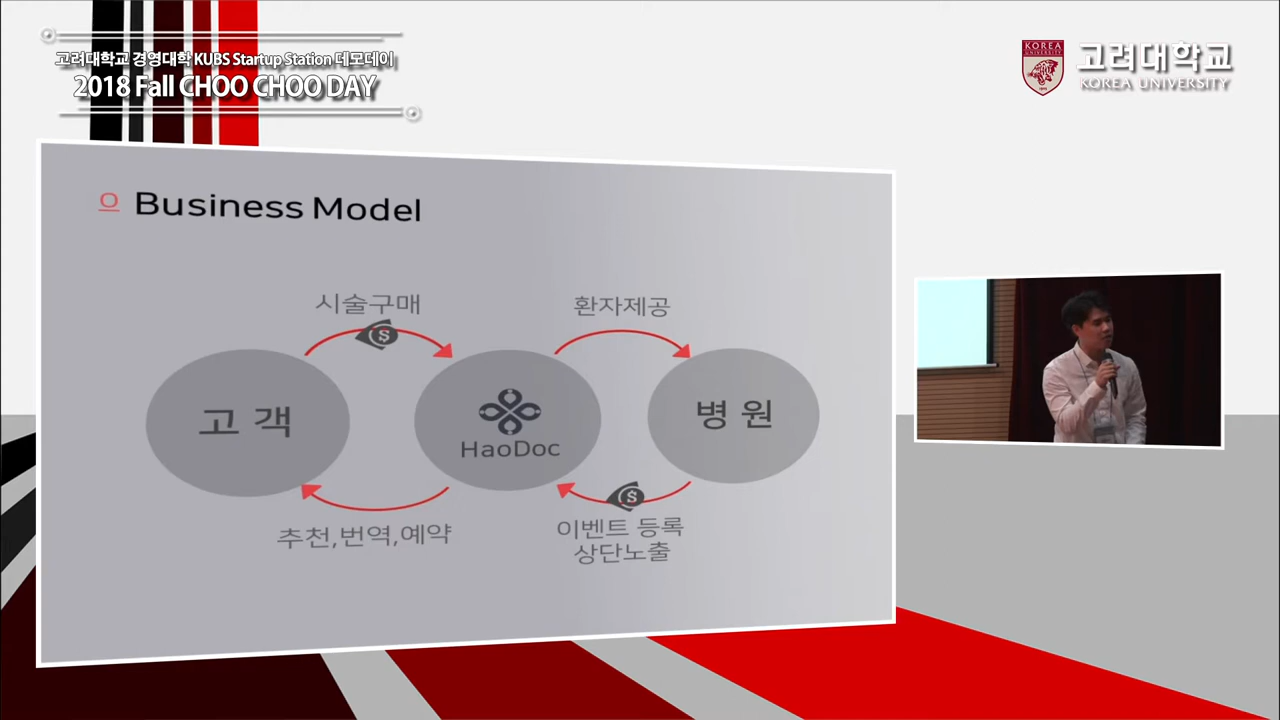 고려대학교 경영대학 KUBS Startup Station 데모데이
2018 Fall CHOO CHOO DAY
KOREA
UNIVERSITY
고려대학교
KOREA UNIVERSITY
으 Business Model
시술구매
환자제공
$
고 객
HaoDoc
병 원
$
추천,번역,예약
이벤트 등록
상단노출